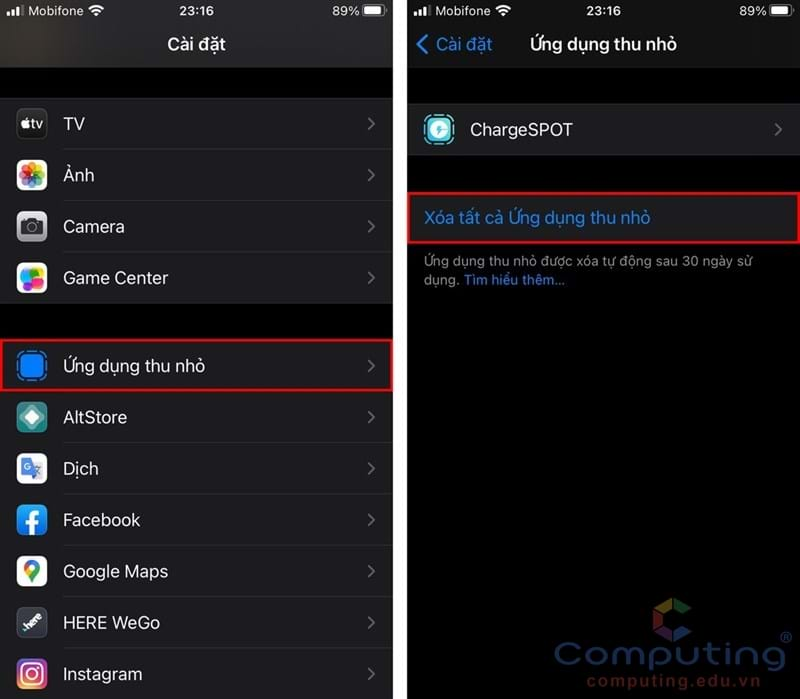 Mobifone
23:16
89%
Cài đặt
tv
TV
Ảnh
Camera
Game Center
Ứng dụng thu nhỏ
AltStore
Dịch
Facebook
Google Maps
HERE WeGo
Instagram
Mobifone
23:16
89%
Cài đặt
Ứng dụng thu nhỏ
ChargeSPOT
Xóa tất cả Ứng dụng thu nhỏ
Ứng dụng thu nhỏ được xóa tự động sau 30 ngày sử
dụng. Tìm hiểu thêm...
Computing®
computing.edu.vn